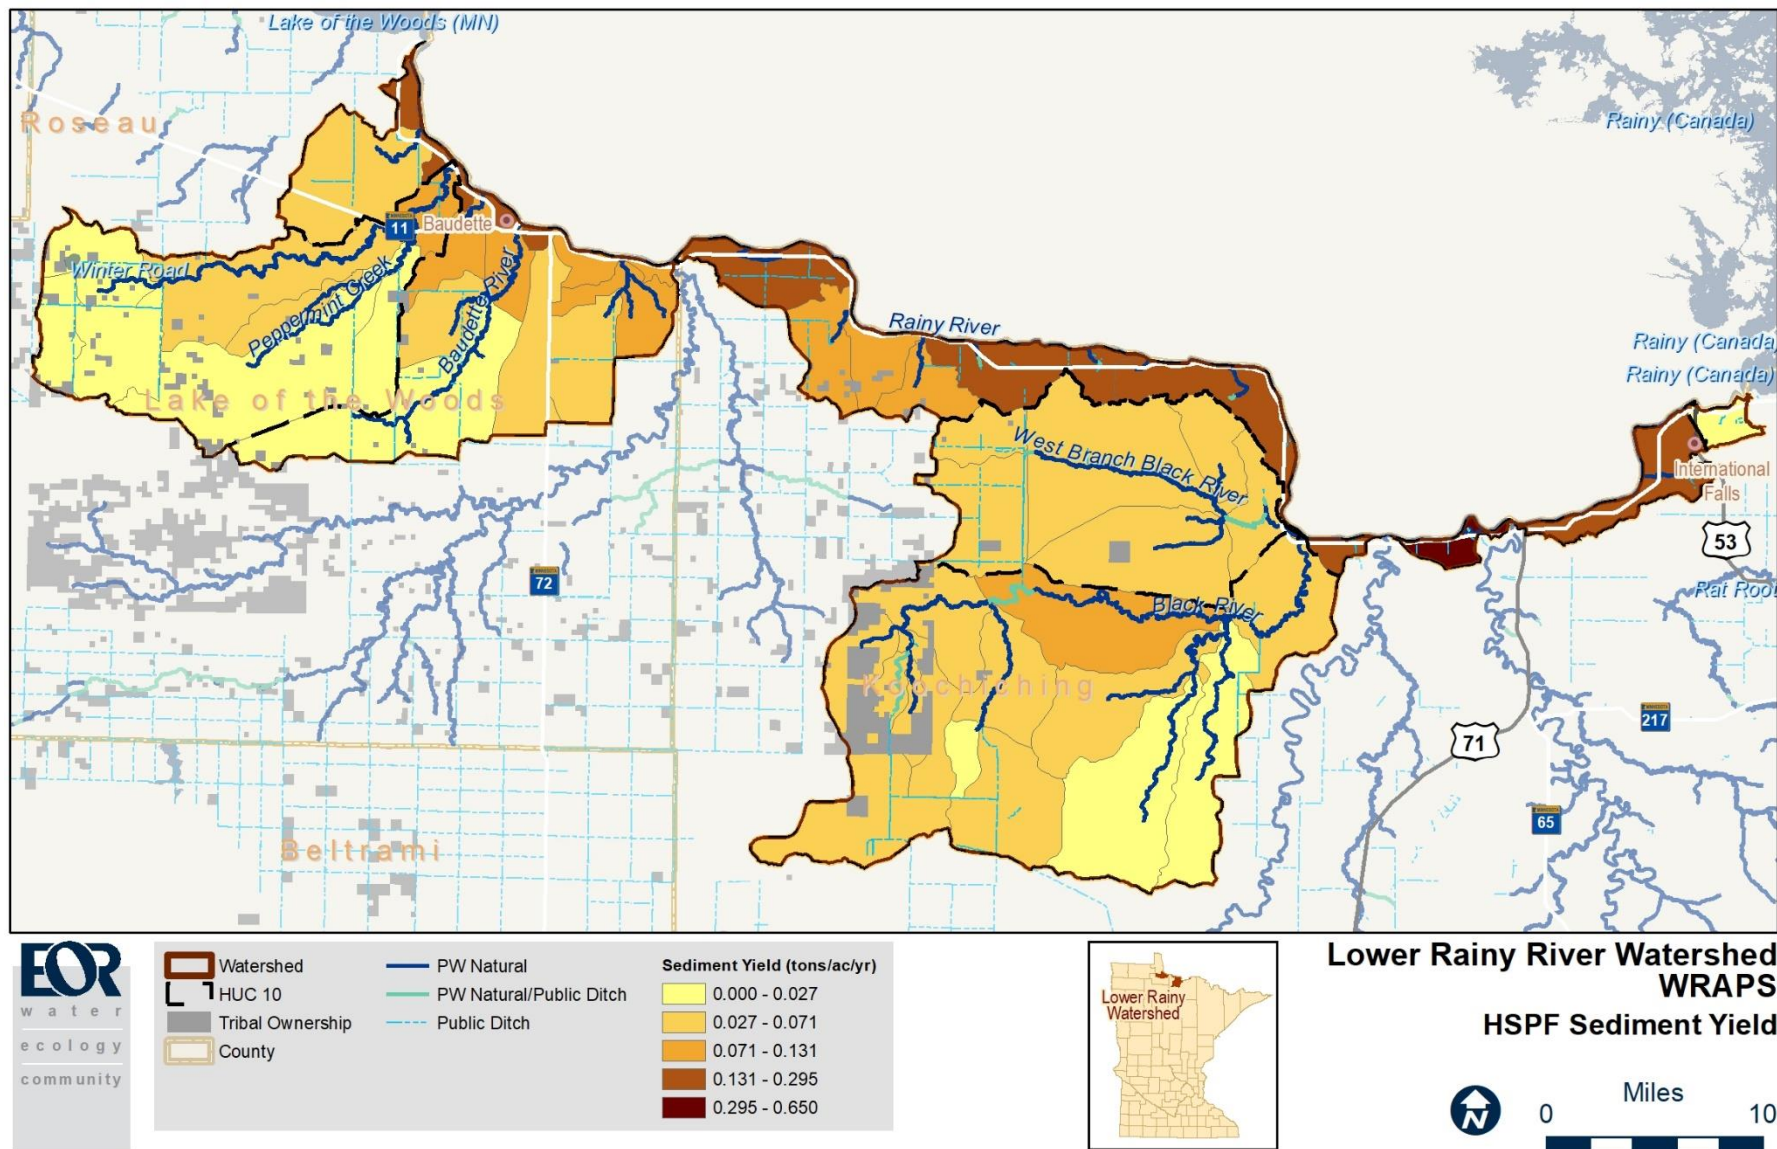 Lake of the Woods (MN)
Roseau
Rainy (Canada)
11
Baudette
Winter Road
Peppermint Creek
Baudette River
Rainy River
Rainy (Canada)
Rainy (Canada)
Lake of the Woods
West Branch Black River
International
Falls
53
72
Black River
Rat Root
Koochiching
217
71
65
Beltrami
EOR
water
ecology
community
Watershed
HUC 10
Tribal Ownership
County
PW Natural
PW Natural/Public Ditch
Public Ditch
Sediment Yield (tons/ac/yr)
0.000 - 0.027
0.027 - 0.071
0.071 - 0.131
0.131 - 0.295
0.295 - 0.650
Lower Rainy
Watershed
Lower Rainy River Watershed
WRAPS
HSPF Sediment Yield
N
Miles
0 10